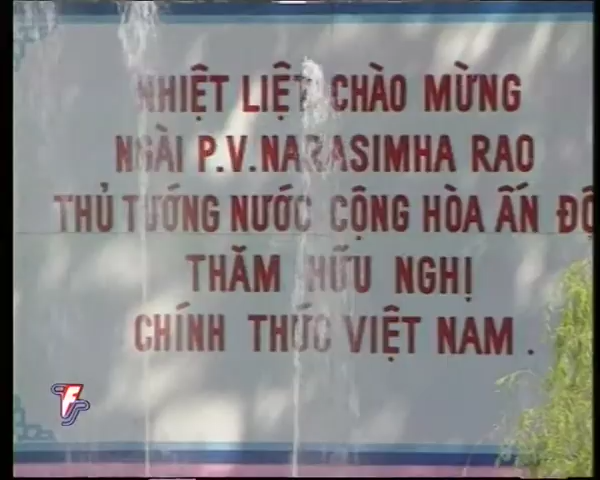 NHIỆT LIỆT CHÀO MỪNG
NGÀI P.V.NARASIMHA RAO
THỦ TƯỚNG NƯỚC CỘNG HÒA ẤN ĐỘ
THĂM HỮU NGHỊ
CHÍNH THỨC VIỆT NAM.